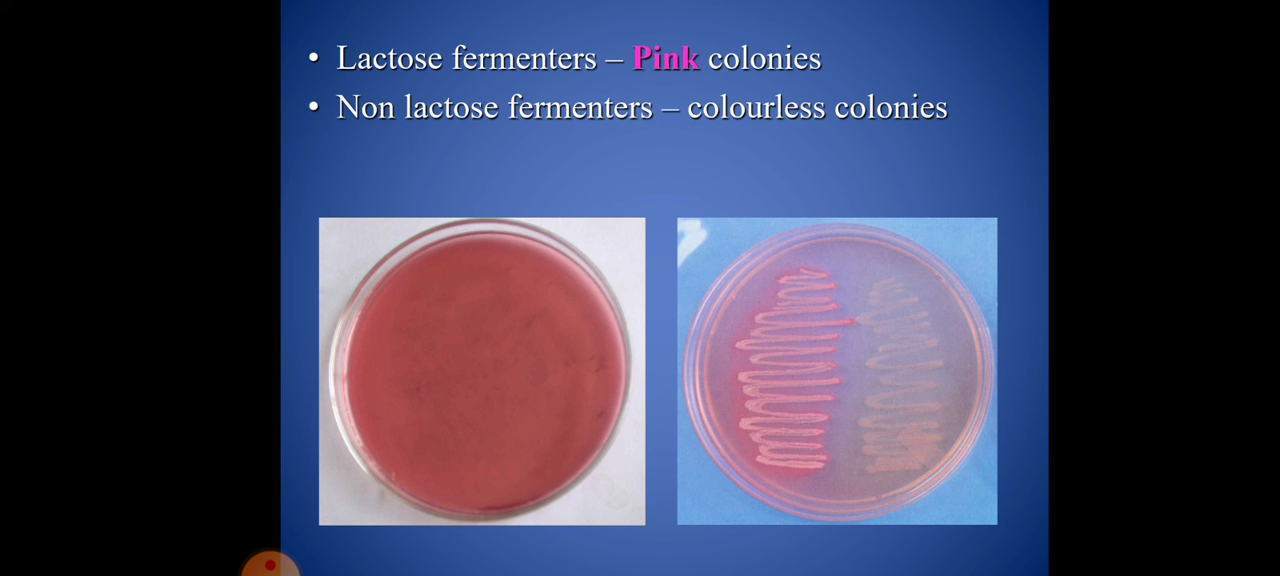 • Lactose fermenters – Pink colonies
• Non lactose fermenters – colourless colonies